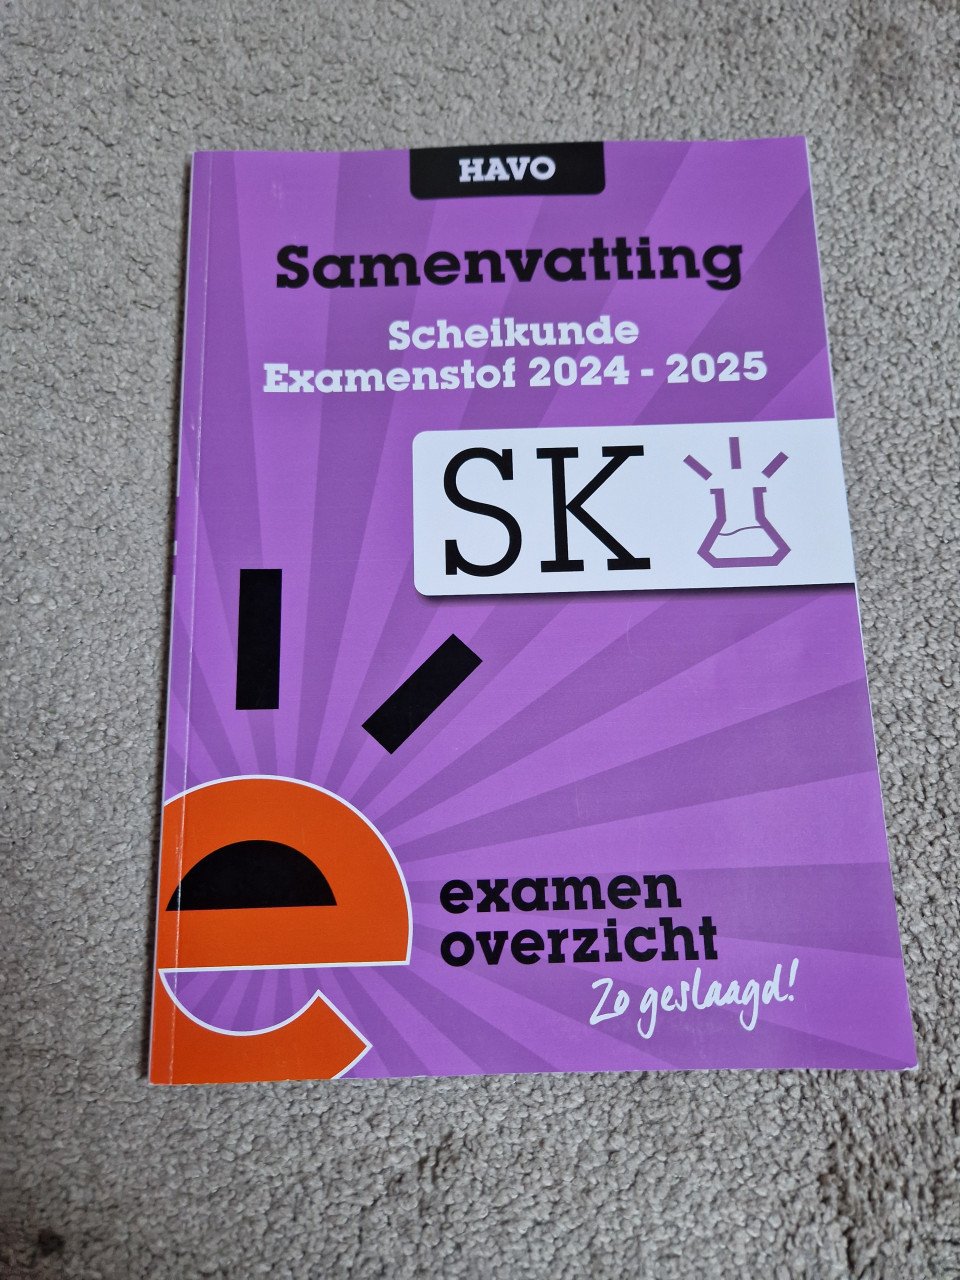 HAVO
Samenvatting
Scheikunde
Examenstof 2024 - 2025
SK
e
examen
overzicht
Zo geslaagd!